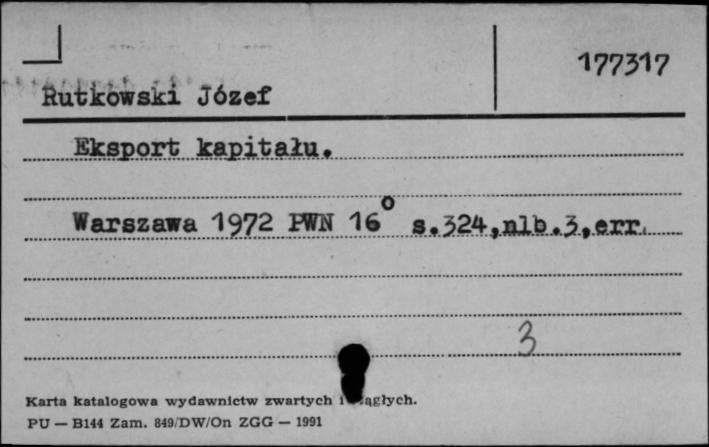 177317
Rutkowski Józef
Eksport kapitału.
Warszawa 1972 PWN 16° s.324,nlb.3,err.
3
Karta katalogowa wydawnictw zwartych i
PU — B144 Zam. 849/DW/On ZGG — 1991